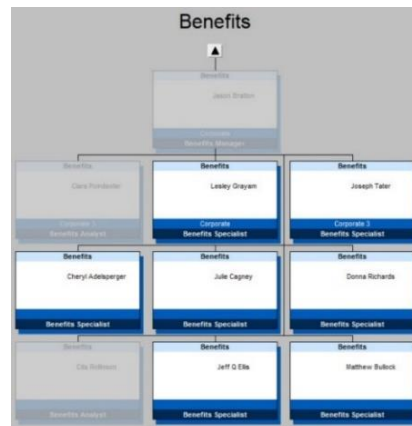 Benefits
Benefits
Jason Bratton
Corporate
Benefits Manager
Benefits Benefits Benefits
Clara Lesley Grayam Joseph Tater
Corporate Corporate Corporate 3
Benefits Analyst Benefits Specialist Benefits Specialist
Benefits Benefits Benefits
Cheryl Adelsperger Julie Cagney Donna Richards
Benefits Specialist Benefits Specialist Benefits Specialist
Benefits Benefits Benefits
Jeff G Ellis Matthew Bullock
Benefits Analyst Benefits Specialist Benefits Specialist